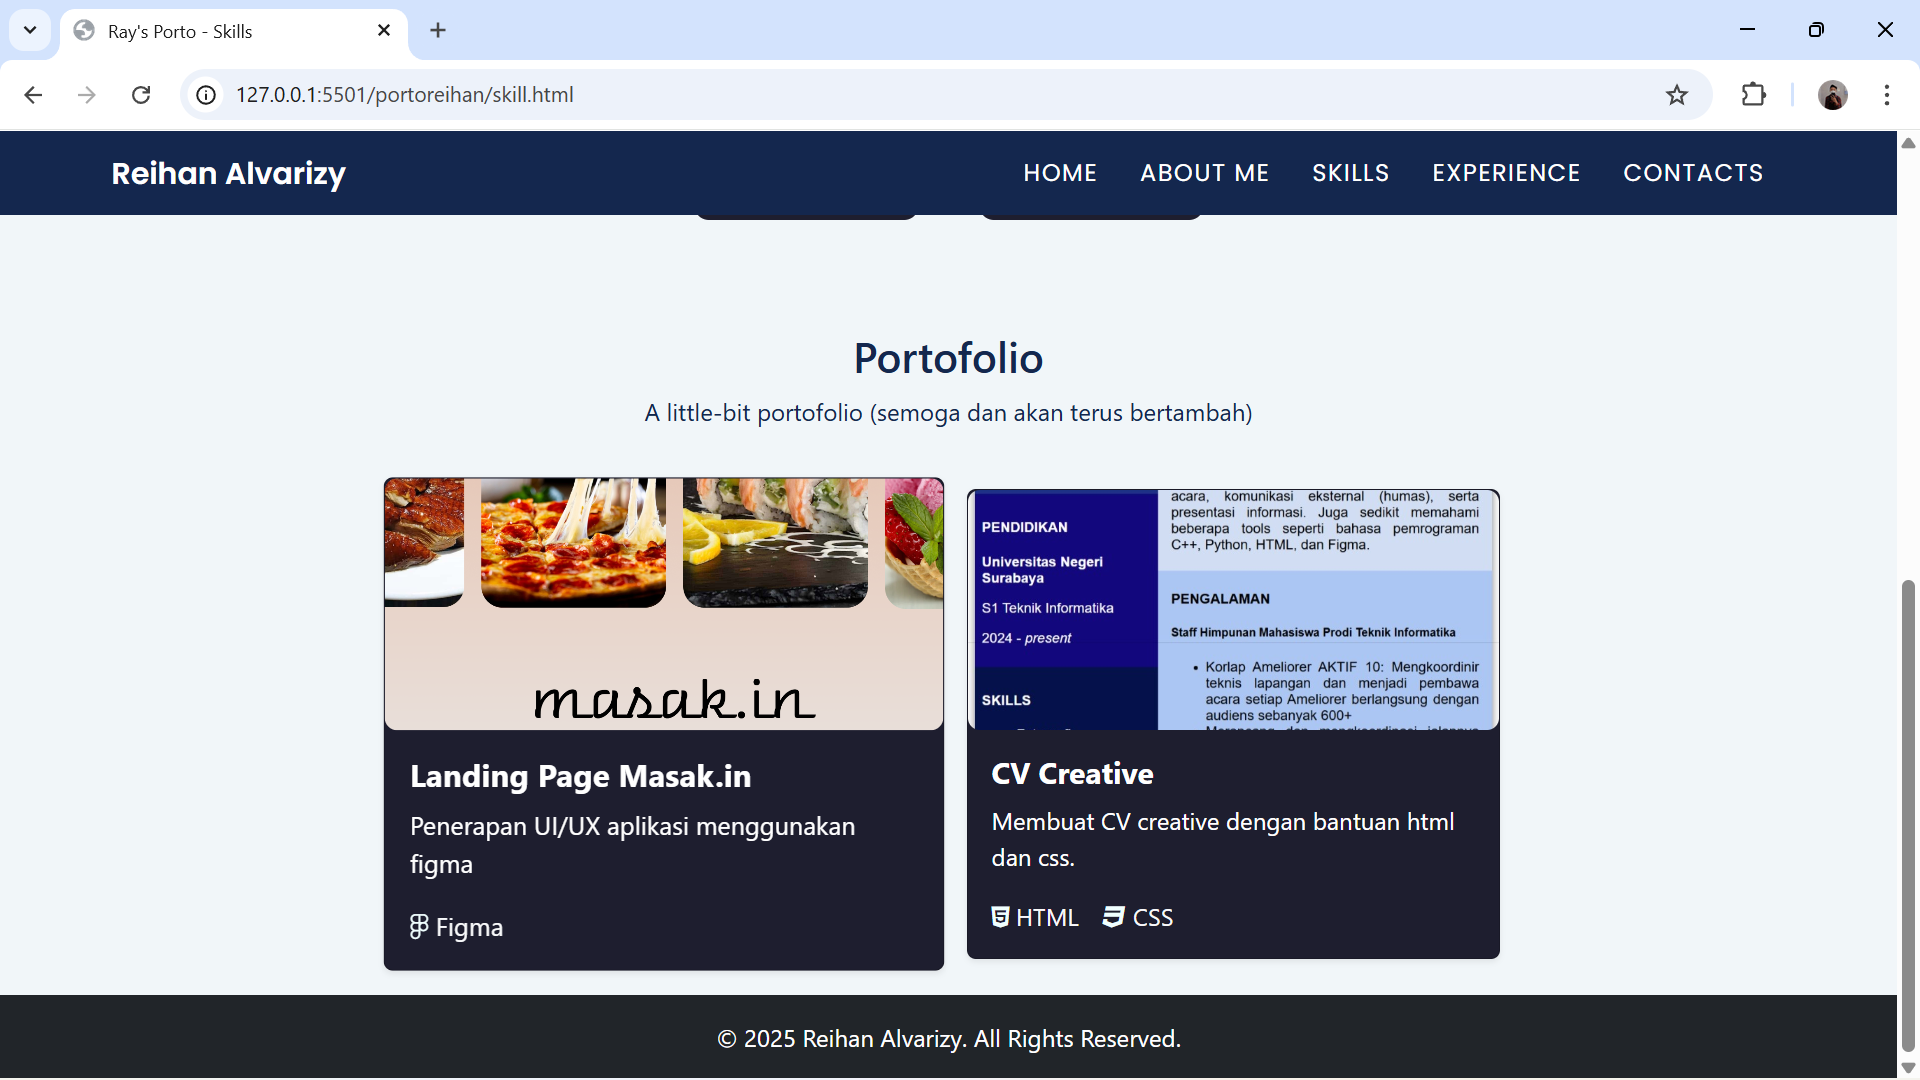 Ray's Porto - Skills
127.0.0.1:5501/portoreihan/skill.html
Reihan Alvarizy
HOME ABOUT ME SKILLS EXPERIENCE CONTACTS
Portofolio
A little-bit portofolio (semoga dan akan terus bertambah)
masak.in
Landing Page Masak.in
Penerapan UI/UX aplikasi menggunakan
figma
Figma
PENDIDIKAN
Universitas Negeri
Surabaya
S1 Teknik Informatika
2024 - present
SKILLS
acara, komunikasi eksternal (humas), serta
presentasi informasi. Juga sedikit memahami
beberapa tools seperti bahasa pemrograman
C++, Python, HTML, dan Figma.
PENGALAMAN
Staff Himpunan Mahasiswa Prodi Teknik Informatika
• Korlap Ameliorer AKTIF 10: Mengkoordinir
teknis lapangan dan menjadi pembawa
acara setiap Ameliorer berlangsung dengan
audiens sebanyak 600+
CV Creative
Membuat CV creative dengan bantuan html
dan css.
HTML CSS
© 2025 Reihan Alvarizy. All Rights Reserved.